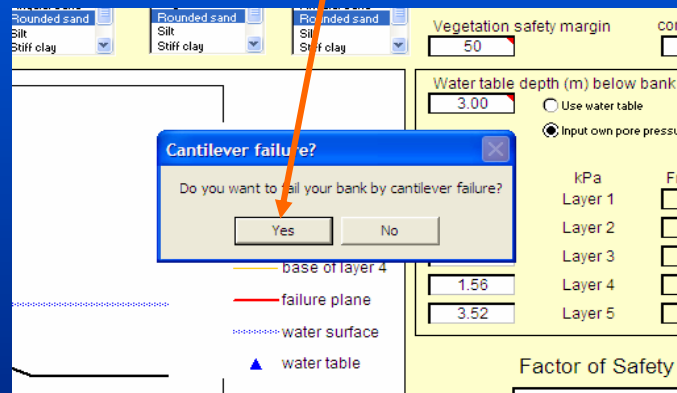 Rounded sand
Silt
Stiff clay
Rounded sand
Silt
Stiff clay
Rounded sand
Silt
Stiff clay
Vegetation safety margin
50
Water table depth (m) below bank
3.00
Use water table
Input own pore
Cantilever failure?
Do you want to fail your bank by cantilever failure?
Yes
No
kPa
Layer 1
Layer 2
Layer 3
1.56
Layer 4
3.52
Layer 5
base of layer 4
failure plane
water surface
water table
Factor of Safety